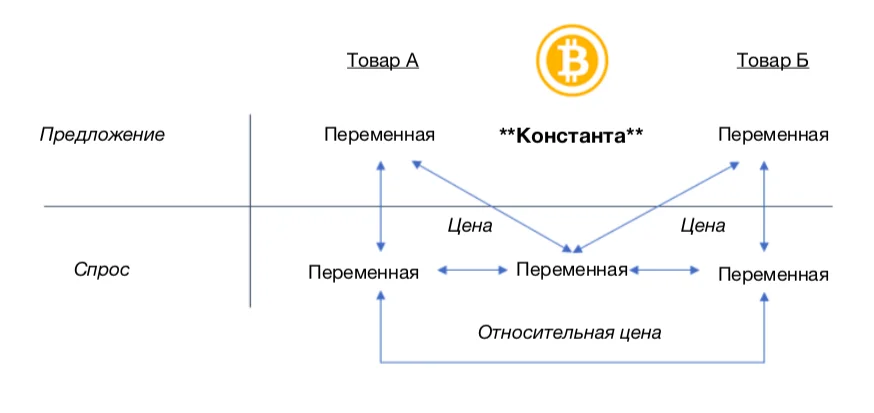 Товар А
Товар Б
Предложение
Переменная
**Константа**
Переменная
Цена
Цена
Спрос
Переменная
Переменная
Переменная
Относительная цена